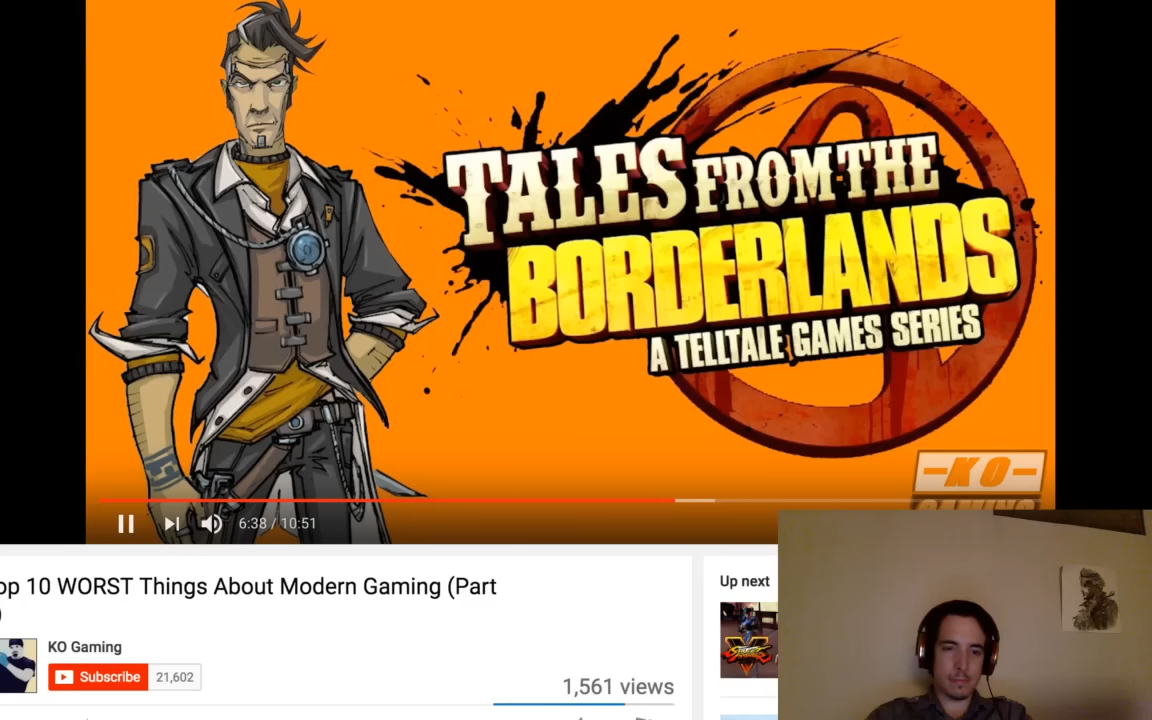 TALES FROM THE
BORDERLANDS
A TELLTALE GAMES SERIES
-KO-
GAMING
6:38 / 10:51
op 10 WORST Things About Modern Gaming (Part
)
Up next
KO Gaming
Subscribe 21,602
1,561 views